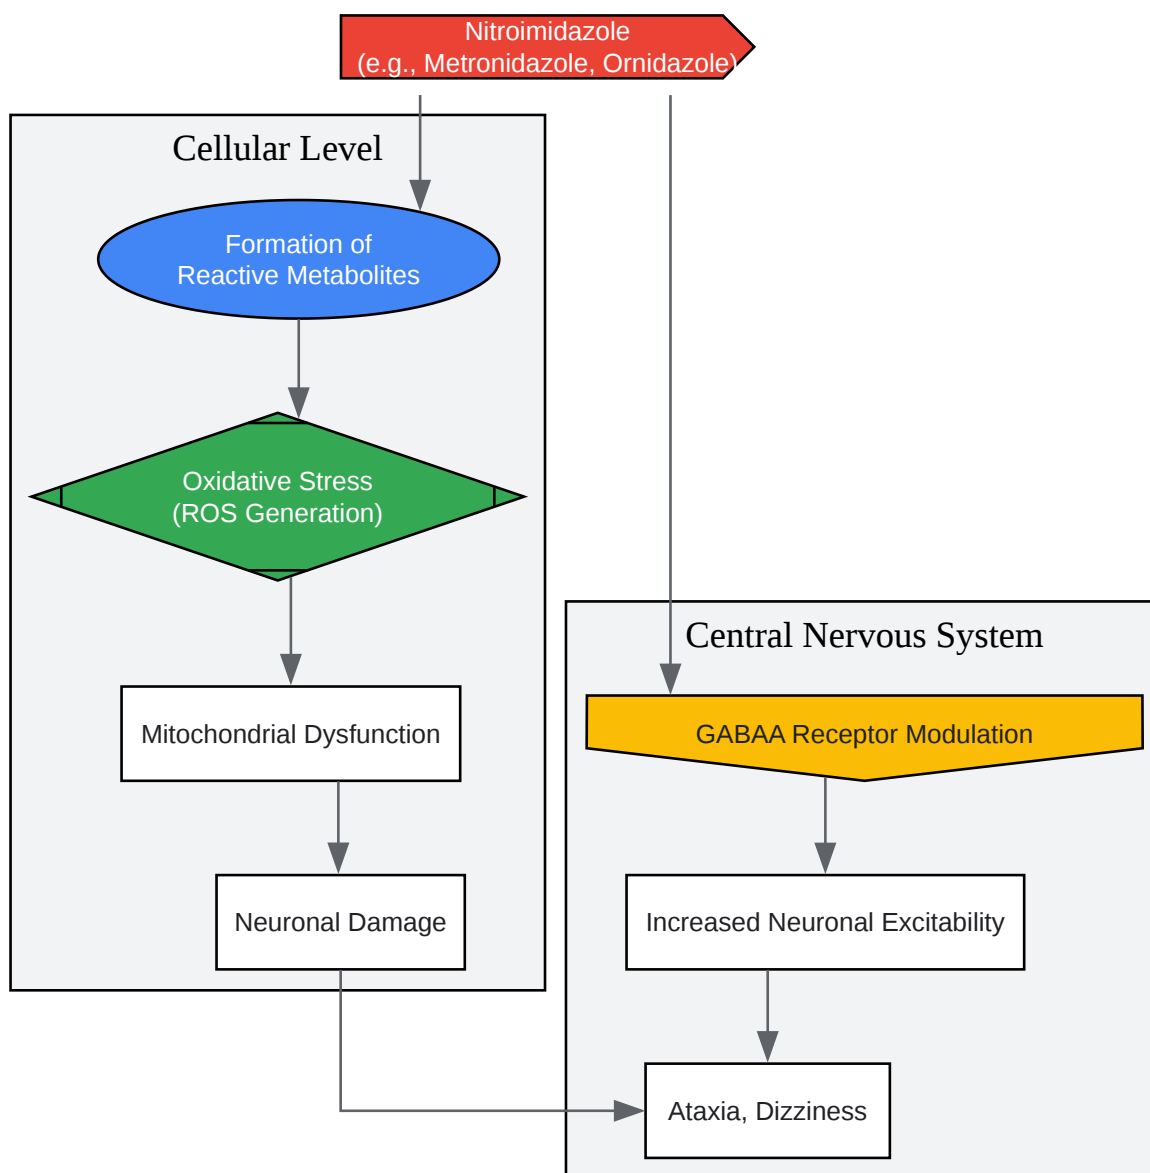 Nitroimidazole
(e.g., Metronidazole, Ornidazole)
Cellular Level
Formation of
Reactive Metabolites
Oxidative Stress
(ROS Generation)
Mitochondrial Dysfunction
Neuronal Damage
Central Nervous System
GABAA Receptor Modulation
Increased Neuronal Excitability
Ataxia, Dizziness